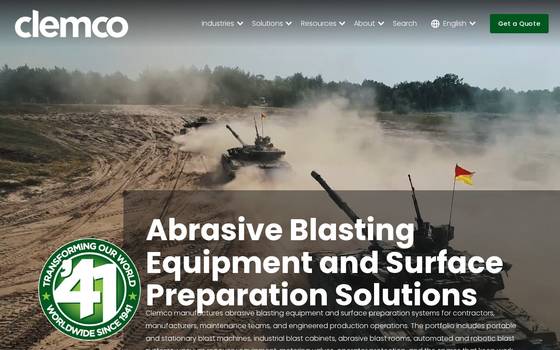 clemco
Industries Solutions Resources About Search English Get a Quote
Abrasive Blasting
Equipment and Surface
Preparation Solutions
TRANSFORMING OUR WORLD
'41
WORLDWIDE SINCE 1941
Clemco manufactures abrasive blasting equipment and surface preparation systems for contractors,
manufacturers, maintenance teams, and engineered production operations. The portfolio includes portable
and stationary blast machines, industrial blast cabinets, abrasive blast rooms, automated and robotic blast